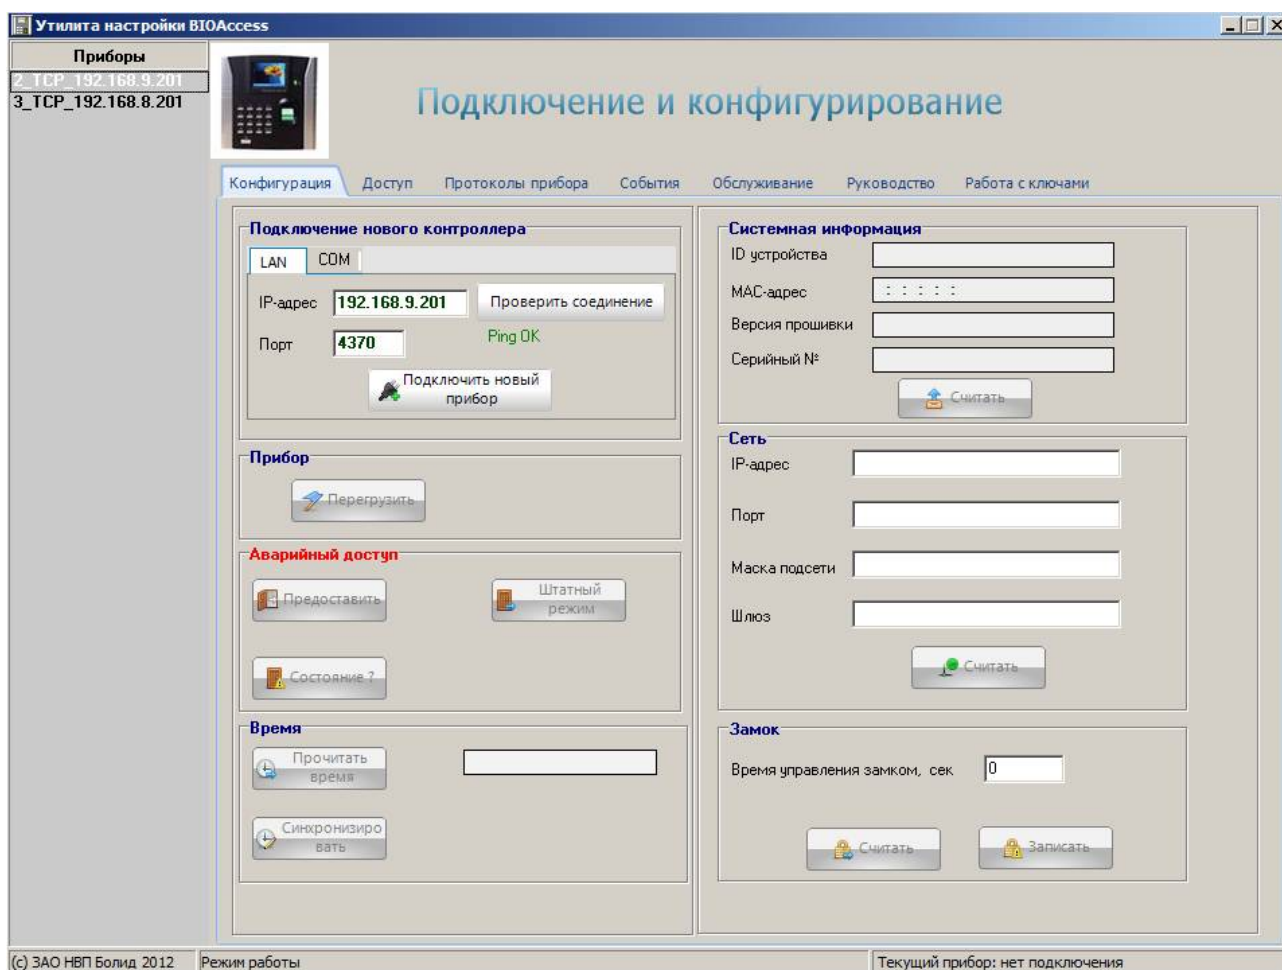 Утилита настройки BIOAccess
Приборы
2_TCP_192.168.9.201
3_TCP_192.168.8.201
Подключение и конфигурирование
Конфигурация Доступ Протоколы прибора События Обслуживание Руководство Работа с ключами
Подключение нового контроллера
LAN COM
IP-адрес 192.168.9.201 Проверить соединение
Порт 4370 Ping OK
Подключить новый
прибор
Прибор
Перегрузить
Аварийный доступ
Предоставить
Штатный
режим
Состояние ?
Время
Прочитать
время
Синхронизиро
вать
Системная информация
ID устройства
MAC-адрес : : : : :
Версия прошивки
Серийный №
Считать
Сеть
IP-адрес
Порт
Маска подсети
Шлюз
Считать
Замок
Время управления замком, сек 0
Считать Записать
(c) ЗАО НВП Болид 2012 Режим работы Текущий прибор: нет подключения